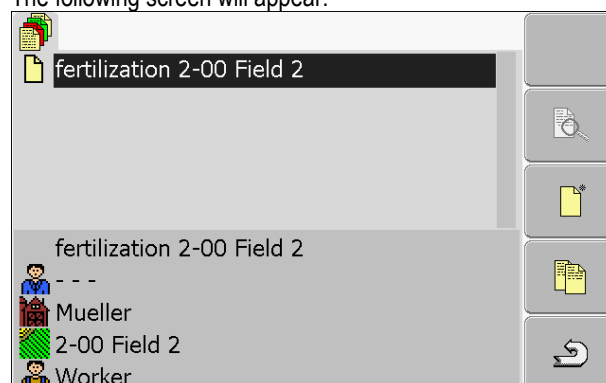 The following screen will appear:
fertilization 2-00 Field 2
fertilization 2-00 Field 2
- - -
Mueller
2-00 Field 2
Worker